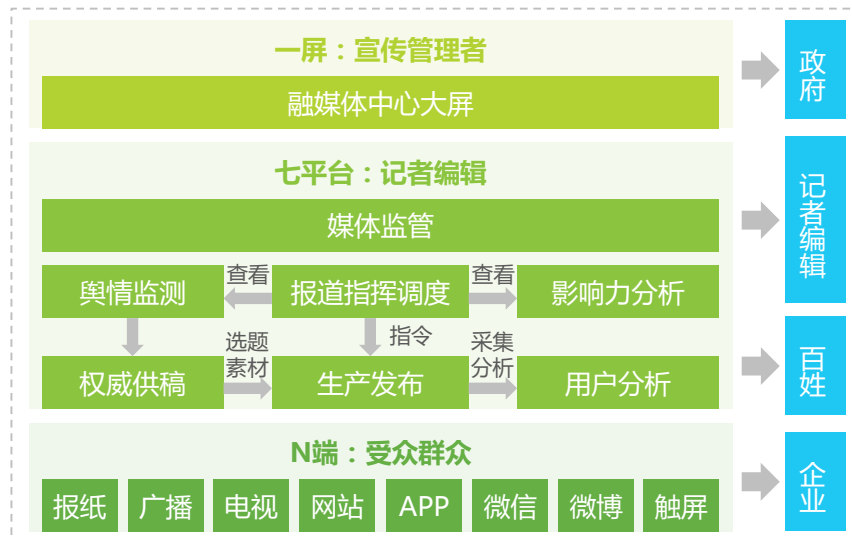 一屏：宣传管理者
融媒体中心大屏
政府
七平台：记者编辑
媒体监管
记者编辑
舆情监测
查看
报道指挥调度
查看
影响力分析
选题
素材
指令
采集
分析
权威供稿
生产发布
用户分析
百姓
N端：受众群众
报纸
广播
电视
网站
APP
微信
微博
触屏
企业